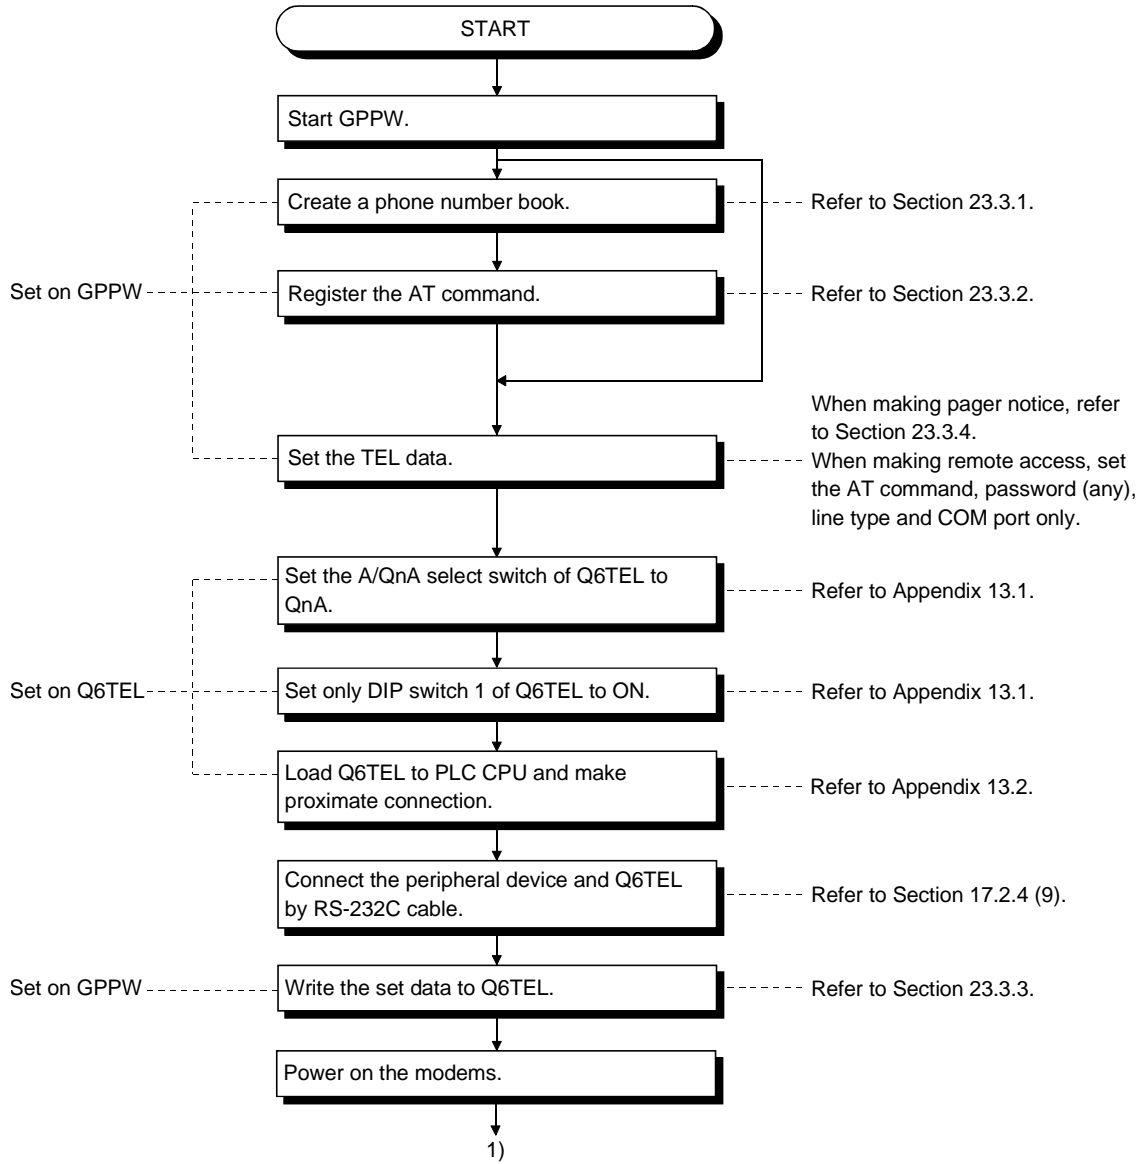 START
Start GPPW.
Create a phone number book.
Refer to Section 23.3.1.
Set on GPPW
Register the AT command.
Refer to Section 23.3.2.
When making pager notice, refer
to Section 23.3.4.
Set the TEL data.
When making remote access, set
the AT command, password (any),
line type and COM port only.
Set the A/QnA select switch of Q6TEL to
QnA.
Refer to Appendix 13.1.
Set on Q6TEL
Set only DIP switch 1 of Q6TEL to ON.
Refer to Appendix 13.1.
Load Q6TEL to PLC CPU and make
proximate connection.
Refer to Appendix 13.2.
Connect the peripheral device and Q6TEL
by RS-232C cable.
Refer to Section 17.2.4 (9).
Set on GPPW
Write the set data to Q6TEL.
Refer to Section 23.3.3.
Power on the modems.
1)